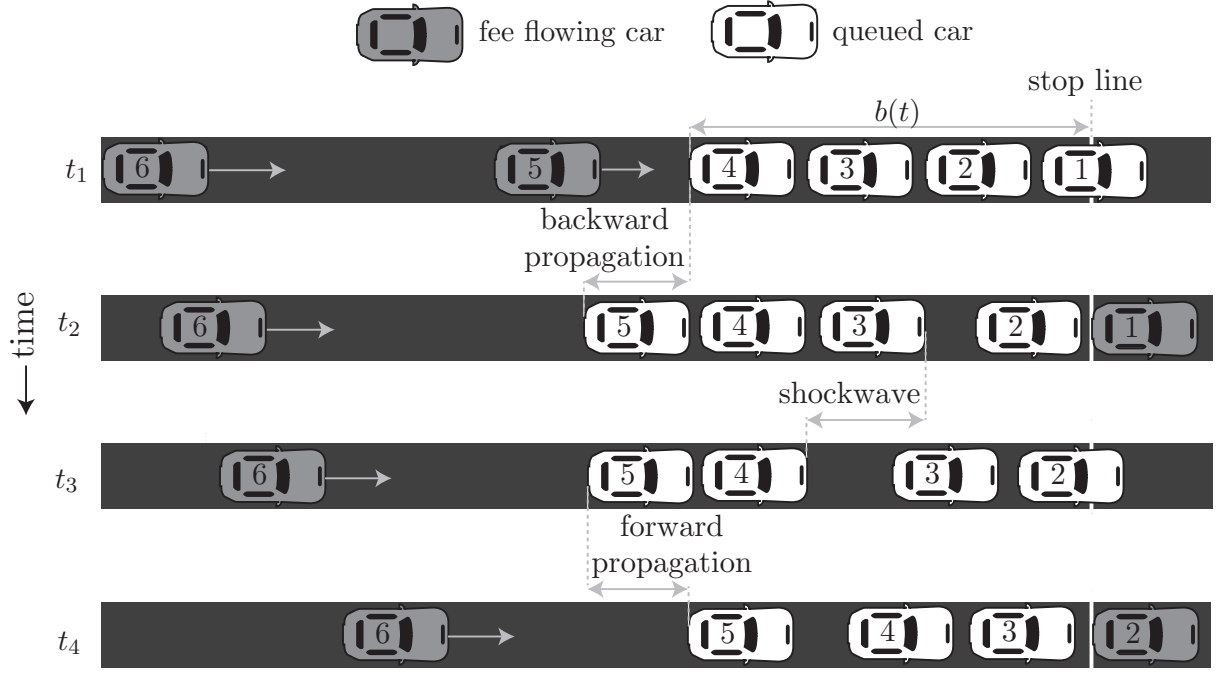 fee flowing car
queued car
stop line
b(t)
t₁
6
5
4
3
2
1
backward
propagation
t₂
6
5
4
3
2
1
shockwave
time
t₃
6
5
4
3
2
forward
propagation
t₄
6
5
4
3
2